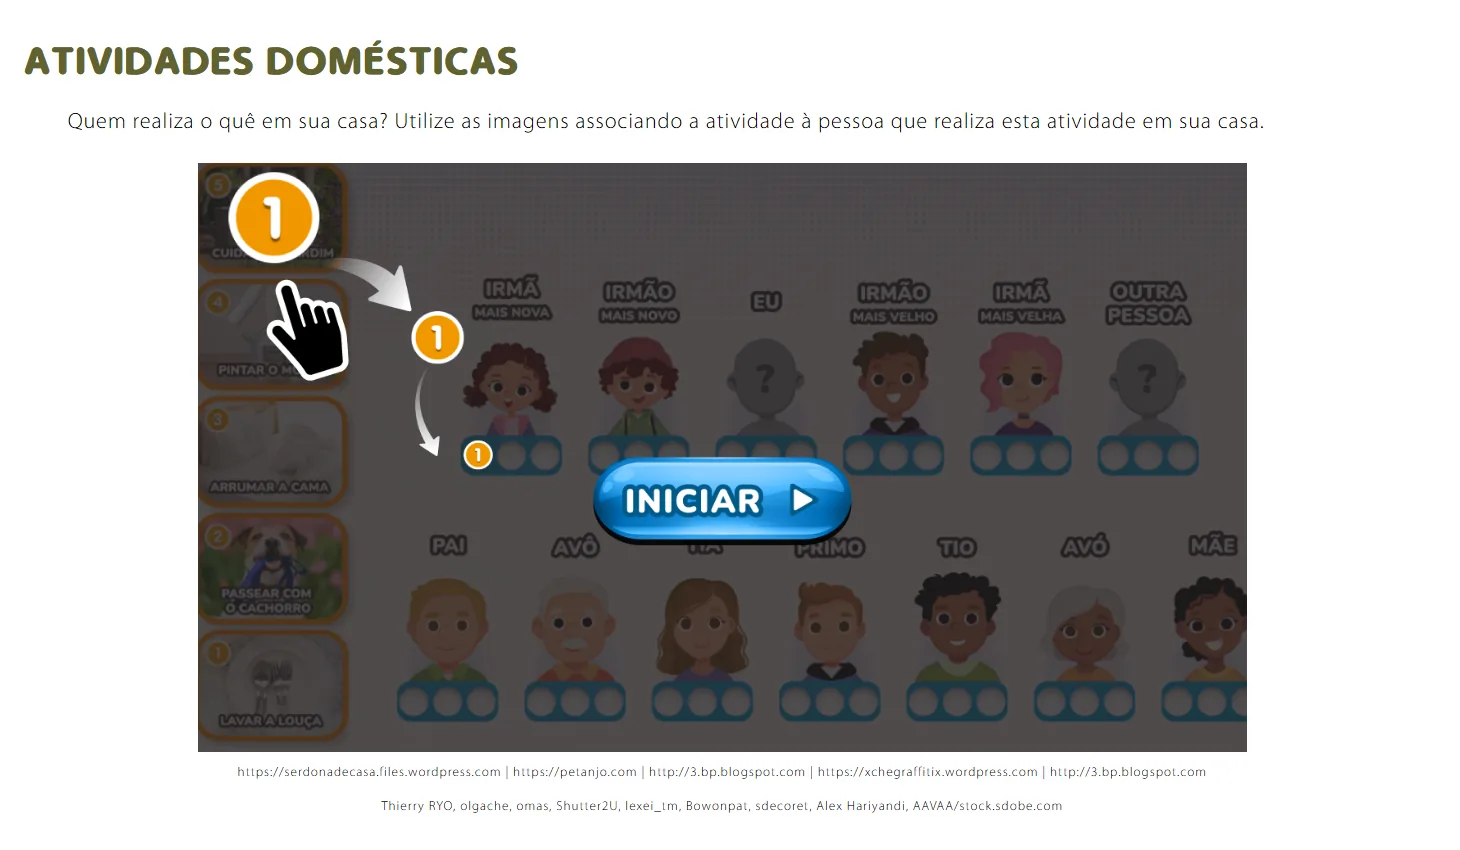 ATIVIDADES DOMÉSTICAS
Quem realiza o quê em sua casa? Utilize as imagens associando a atividade à pessoa que realiza esta atividade em sua casa.
5
1
4
PINTAR O
3
ARRUMAR A CAMA
2
PASSEAR COM
O CACHORRO
1
LAVAR A LOUÇA
1
1
IRMÃ
MAIS NOVA
IRMÃO
MAIS NOVO
EU
?
IRMÃO
MAIS VELHO
IRMÃ
MAIS VELHA
OUTRA
PESSOA
?
INICIAR
PAI
AVÔ
PRIMO
TIO
AVÓ
MÃE
https://serdonadecasa.files.wordpress.com | https://petanjo.com | http://3.bp.blogspot.com | https://xchegraffitix.wordpress.com | http://3.bp.blogspot.com
Thierry RYO, olgache, omas, Shutter2U, lexei_tm, Bowonpat, sdecoret, Alex Hariyandi, AAVAA/stock.sdobe.com